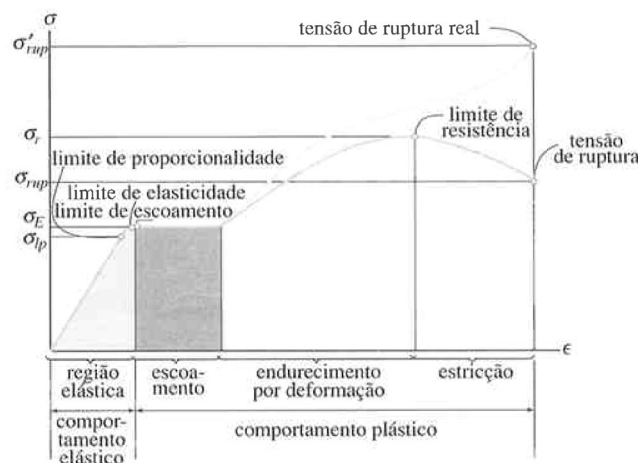 σ
σ'rup
tensão de ruptura real
σr
limite de
resistência
limite de proporcionalidade
tensão
de ruptura
σrup
limite de elasticidade
limite de escoamento
σE
σlp
ϵ
região
elástica
escoa-
mento
endurecimento
por deformação
estricção
compor-
tamento
elástico
comportamento plástico